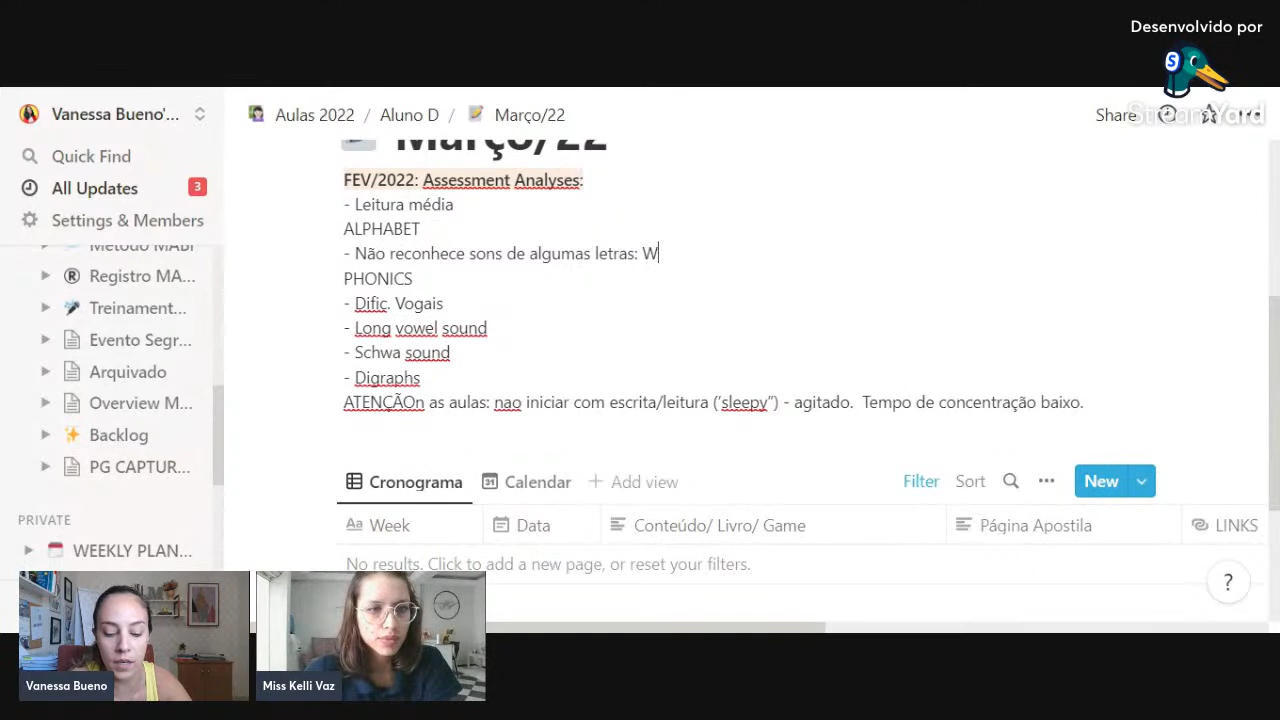 Desenvolvido por
StreamYard
Vanessa Bueno'...
Quick Find
All Updates 3
Settings & Members
Método MABI
Registro MA...
Treinament...
Evento Segr...
Arquivado
Overview M...
Backlog
PG CAPTUR...
PRIVATE
WEEKLY PLAN...
Aulas 2022 / Aluno D / Março/22
Share
Março/22
FEV/2022: Assessment Analyses:
- Leitura média
ALPHABET
- Não reconhece sons de algumas letras: W
PHONICS
- Dific. Vogais
- Long vowel sound
- Schwa sound
- Digraphs
ATENÇÃOn as aulas: nao iniciar com escrita/leitura (‘sleepy”) - agitado.  Tempo de concentração baixo.
Cronograma Calendar + Add view Filter Sort New
Aa Week Data Conteúdo/ Livro/ Game Página Apostila LINKS
No results. Click to add a new page, or reset your filters.
?
Vanessa Bueno
Miss Kelli Vaz